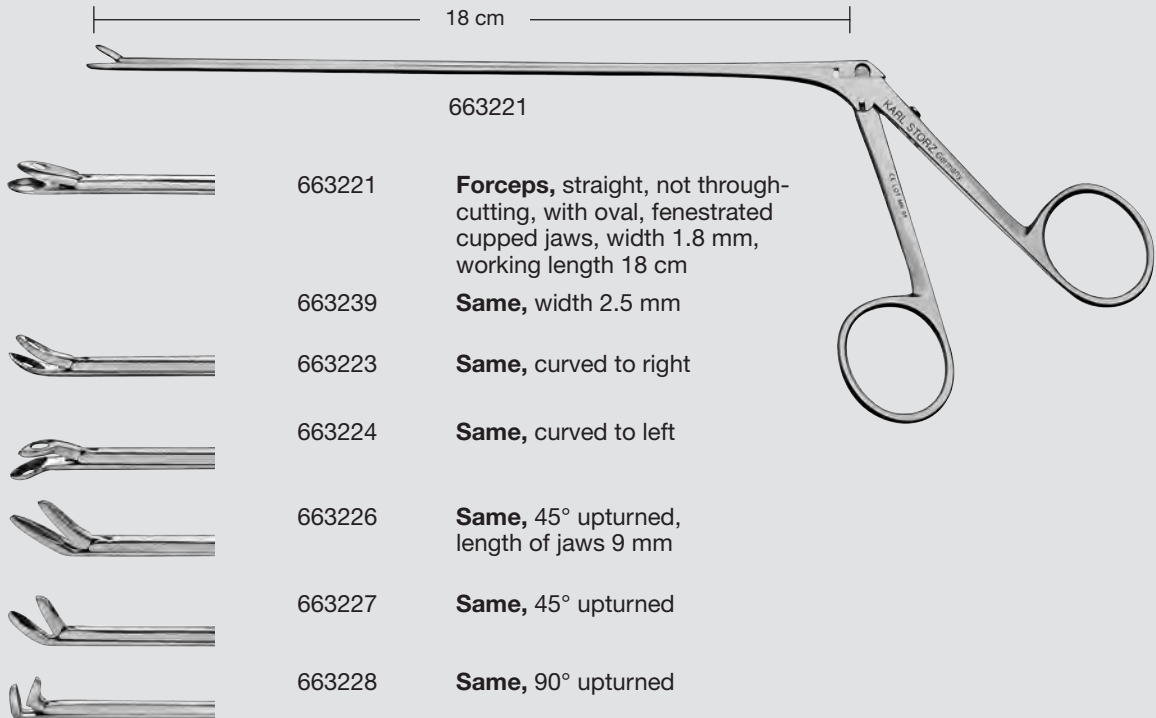 18 cm
663221
KARL STORZ Germany
663221 Forceps, straight, not through-
cutting, with oval, fenestrated
cupped jaws, width 1.8 mm,
working length 18 cm
663239 Same, width 2.5 mm
663223 Same, curved to right
663224 Same, curved to left
663226 Same, 45° upturned,
length of jaws 9 mm
663227 Same, 45° upturned
663228 Same, 90° upturned